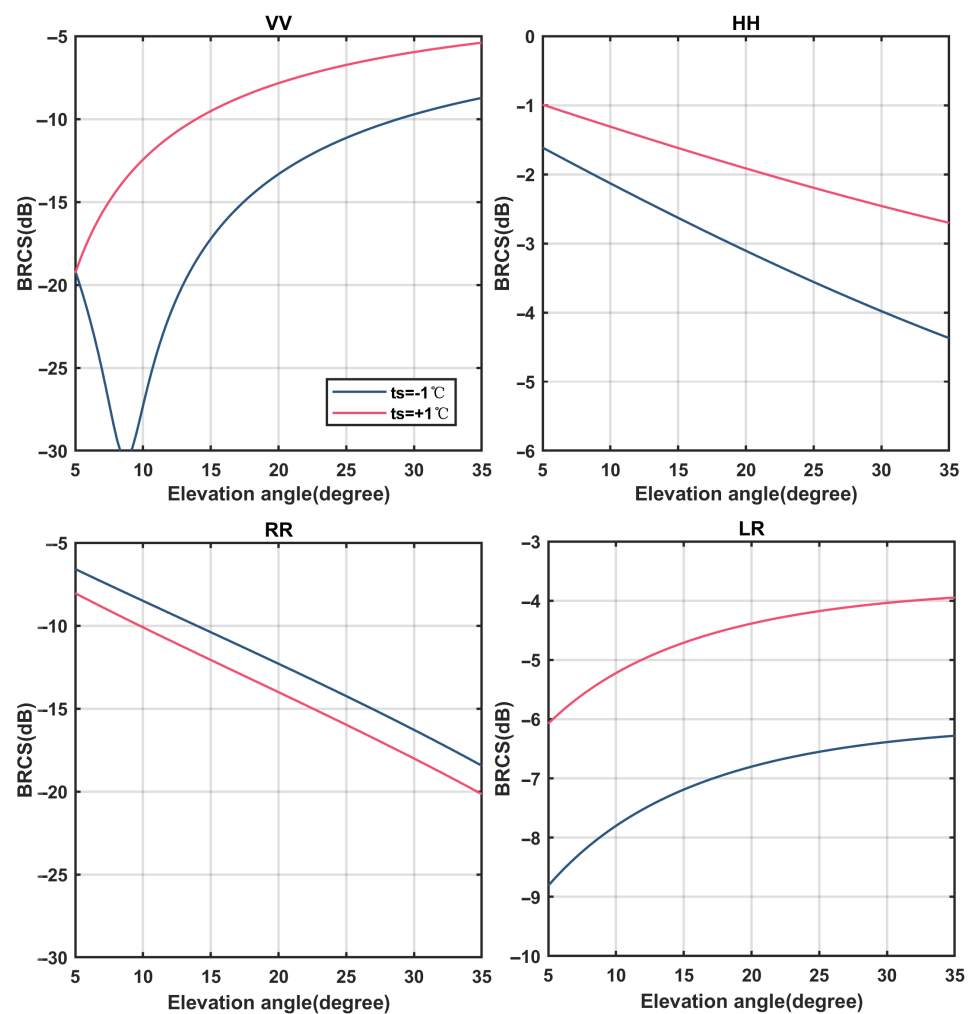 VV
−5
−10
−15
−20
−25
−30
BRCS(dB)
5 10 15 20 25 30 35
Elevation angle(degree)
ts=-1℃
ts=+1℃
HH
0
−1
−2
−3
−4
−5
−6
BRCS(dB)
5 10 15 20 25 30 35
Elevation angle(degree)
RR
−5
−10
−15
−20
−25
−30
BRCS(dB)
5 10 15 20 25 30 35
Elevation angle(degree)
LR
−3
−4
−5
−6
−7
−8
−9
−10
BRCS(dB)
5 10 15 20 25 30 35
Elevation angle(degree)